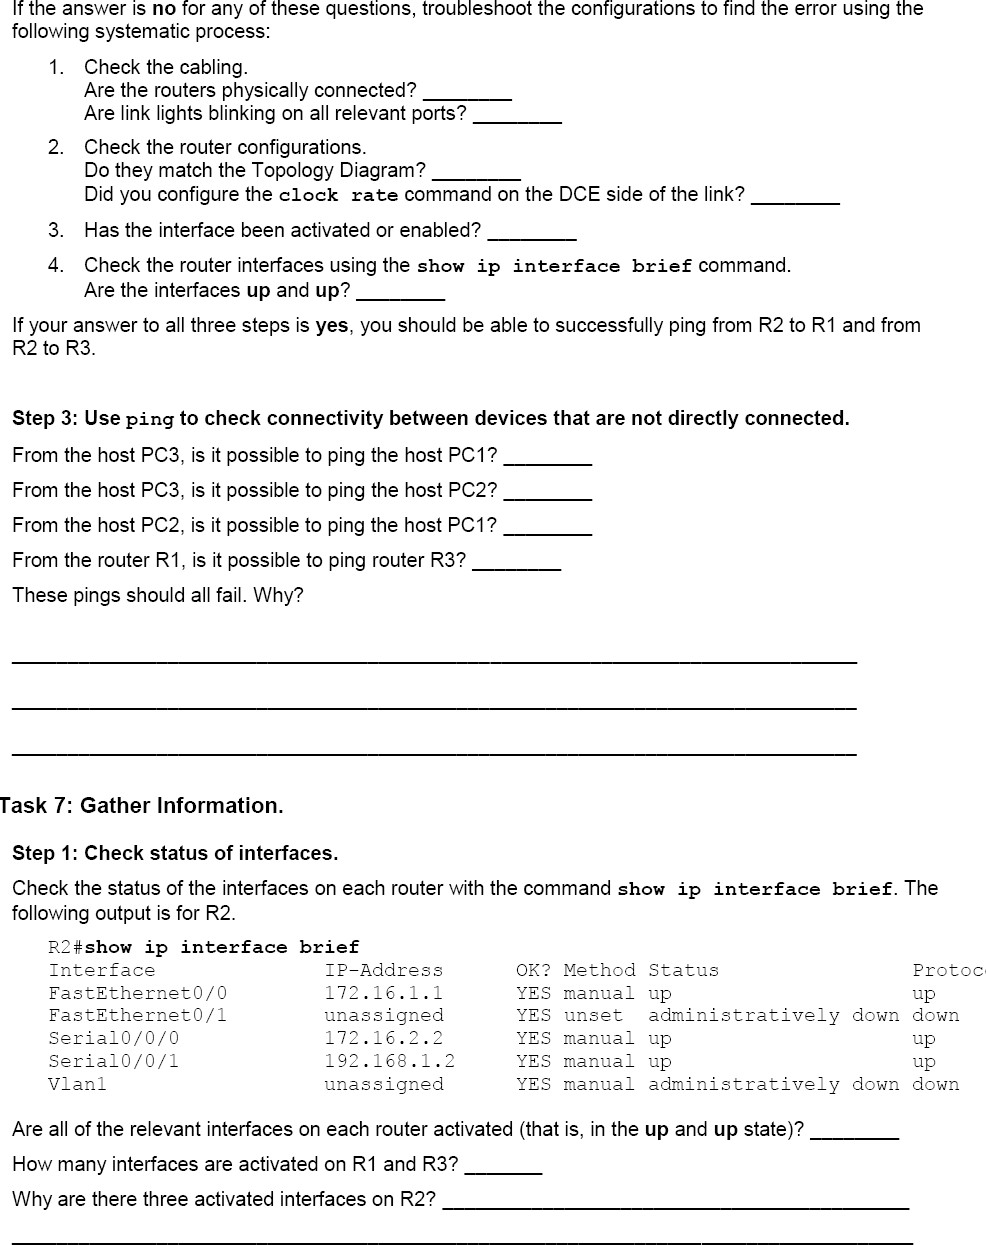 If the answer is no for any of these questions, troubleshoot the configurations to find the error using the
following systematic process:
1. Check the cabling.
Are the routers physically connected? ________
Are link lights blinking on all relevant ports? ________
2. Check the router configurations.
Do they match the Topology Diagram? ________
Did you configure the clock rate command on the DCE side of the link? ________
3. Has the interface been activated or enabled? ________
4. Check the router interfaces using the show ip interface brief command.
Are the interfaces up and up? ________
If your answer to all three steps is yes, you should be able to successfully ping from R2 to R1 and from
R2 to R3.
Step 3: Use ping to check connectivity between devices that are not directly connected.
From the host PC3, is it possible to ping the host PC1? ________
From the host PC3, is it possible to ping the host PC2? ________
From the host PC2, is it possible to ping the host PC1? ________
From the router R1, is it possible to ping router R3? ________
These pings should all fail. Why?
Task 7: Gather Information.
Step 1: Check status of interfaces.
Check the status of the interfaces on each router with the command show ip interface brief. The
following output is for R2.
R2#show ip interface brief
Interface IP-Address OK? Method Status Protoc
FastEthernet0/0 172.16.1.1 YES manual up up
FastEthernet0/1 unassigned YES unset administratively down down
Serial0/0/0 172.16.2.2 YES manual up up
Serial0/0/1 192.168.1.2 YES manual up up
Vlan1 unassigned YES manual administratively down down
Are all of the relevant interfaces on each router activated (that is, in the up and up state)? ________
How many interfaces are activated on R1 and R3? _______
Why are there three activated interfaces on R2? ________